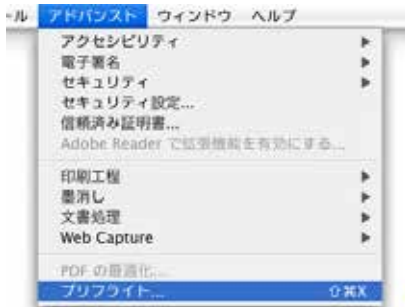 ール アドバンスト ウィンドウ ヘルプ
アクセシビリティ
電子署名
セキュリティ
セキュリティ設定...
信頼済み証明書...
Adobe Reader で拡張機能を有効にする...
印刷工程
墨消し
文書処理
Web Capture
PDF の最適化...
プリフライト... ⇧⌘X